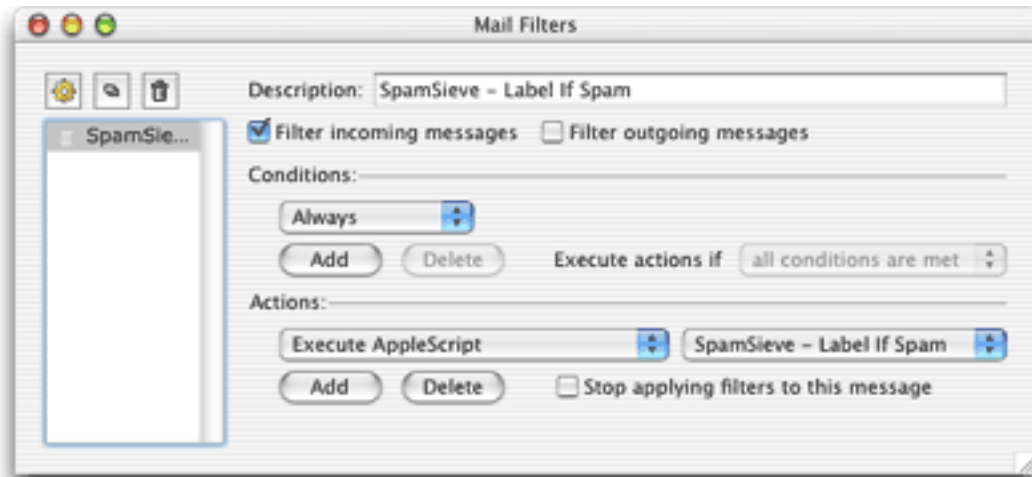 Mail Filters
Description: SpamSieve – Label If Spam
SpamSie...
Filter incoming messages Filter outgoing messages
Conditions:
Always
Add Delete Execute actions if all conditions are met
Actions:
Execute AppleScript SpamSieve – Label If Spam
Add Delete Stop applying filters to this message